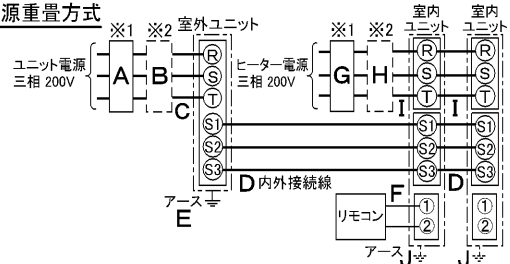 源重畳方式
※1 ※2 室外ユニット
※1 ※2 室内ユニット 室内ユニット
ユニット電源
三相 200V
A B R S T
C
ヒーター電源
三相 200V
G H R S T R S T
I I
S1 S1 S1
S2 S2 S2
S3 S3 S3
D 内外接続線 D
アース
E
リモコン F ① ② ① ②
アース J J